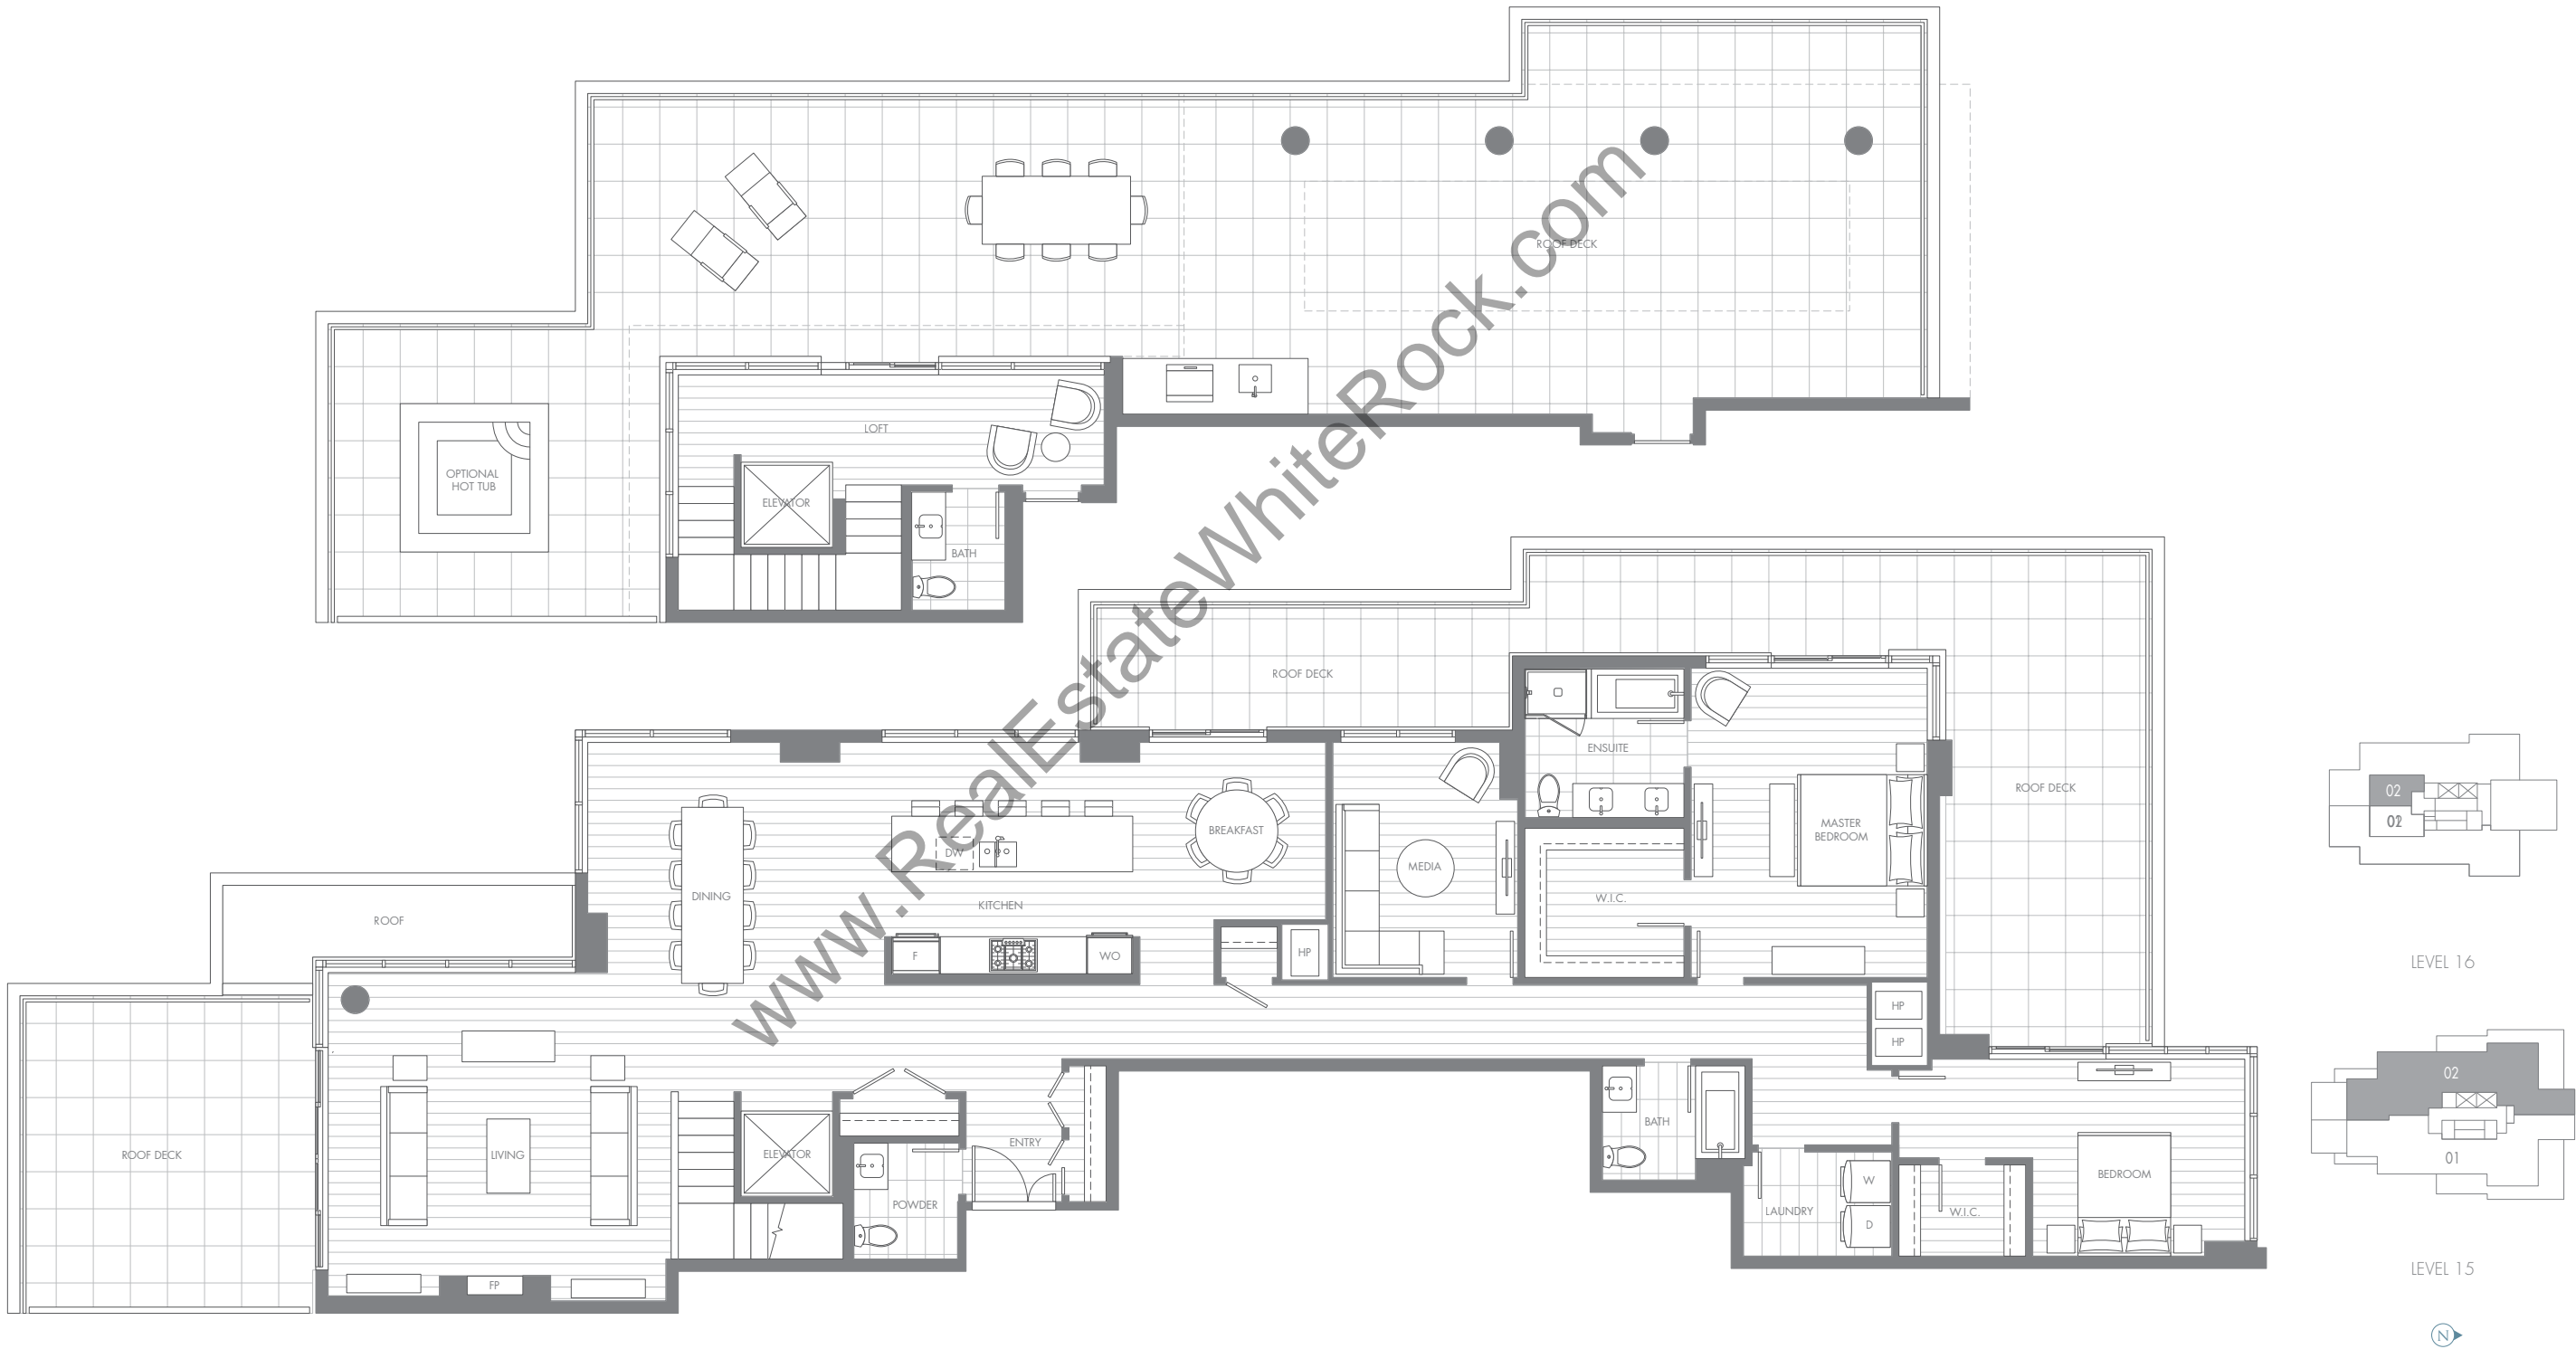 ROOF DECK
LOFT
OPTIONAL
HOT TUB
ELEVATOR
BATH
www.RealEstateWhiteRock.com
ROOF DECK
ENSUITE
ROOF DECK
MASTER
BEDROOM
BREAKFAST
DW
MEDIA
DINING
KITCHEN
W.I.C.
ROOF
F
WO
HP
HP
HP
ROOF DECK
LIVING
ELEVATOR
ENTRY
POWDER
FP
BATH
LAUNDRY
W
D
W.I.C.
BEDROOM
02
02
LEVEL 16
02
01
LEVEL 15
N